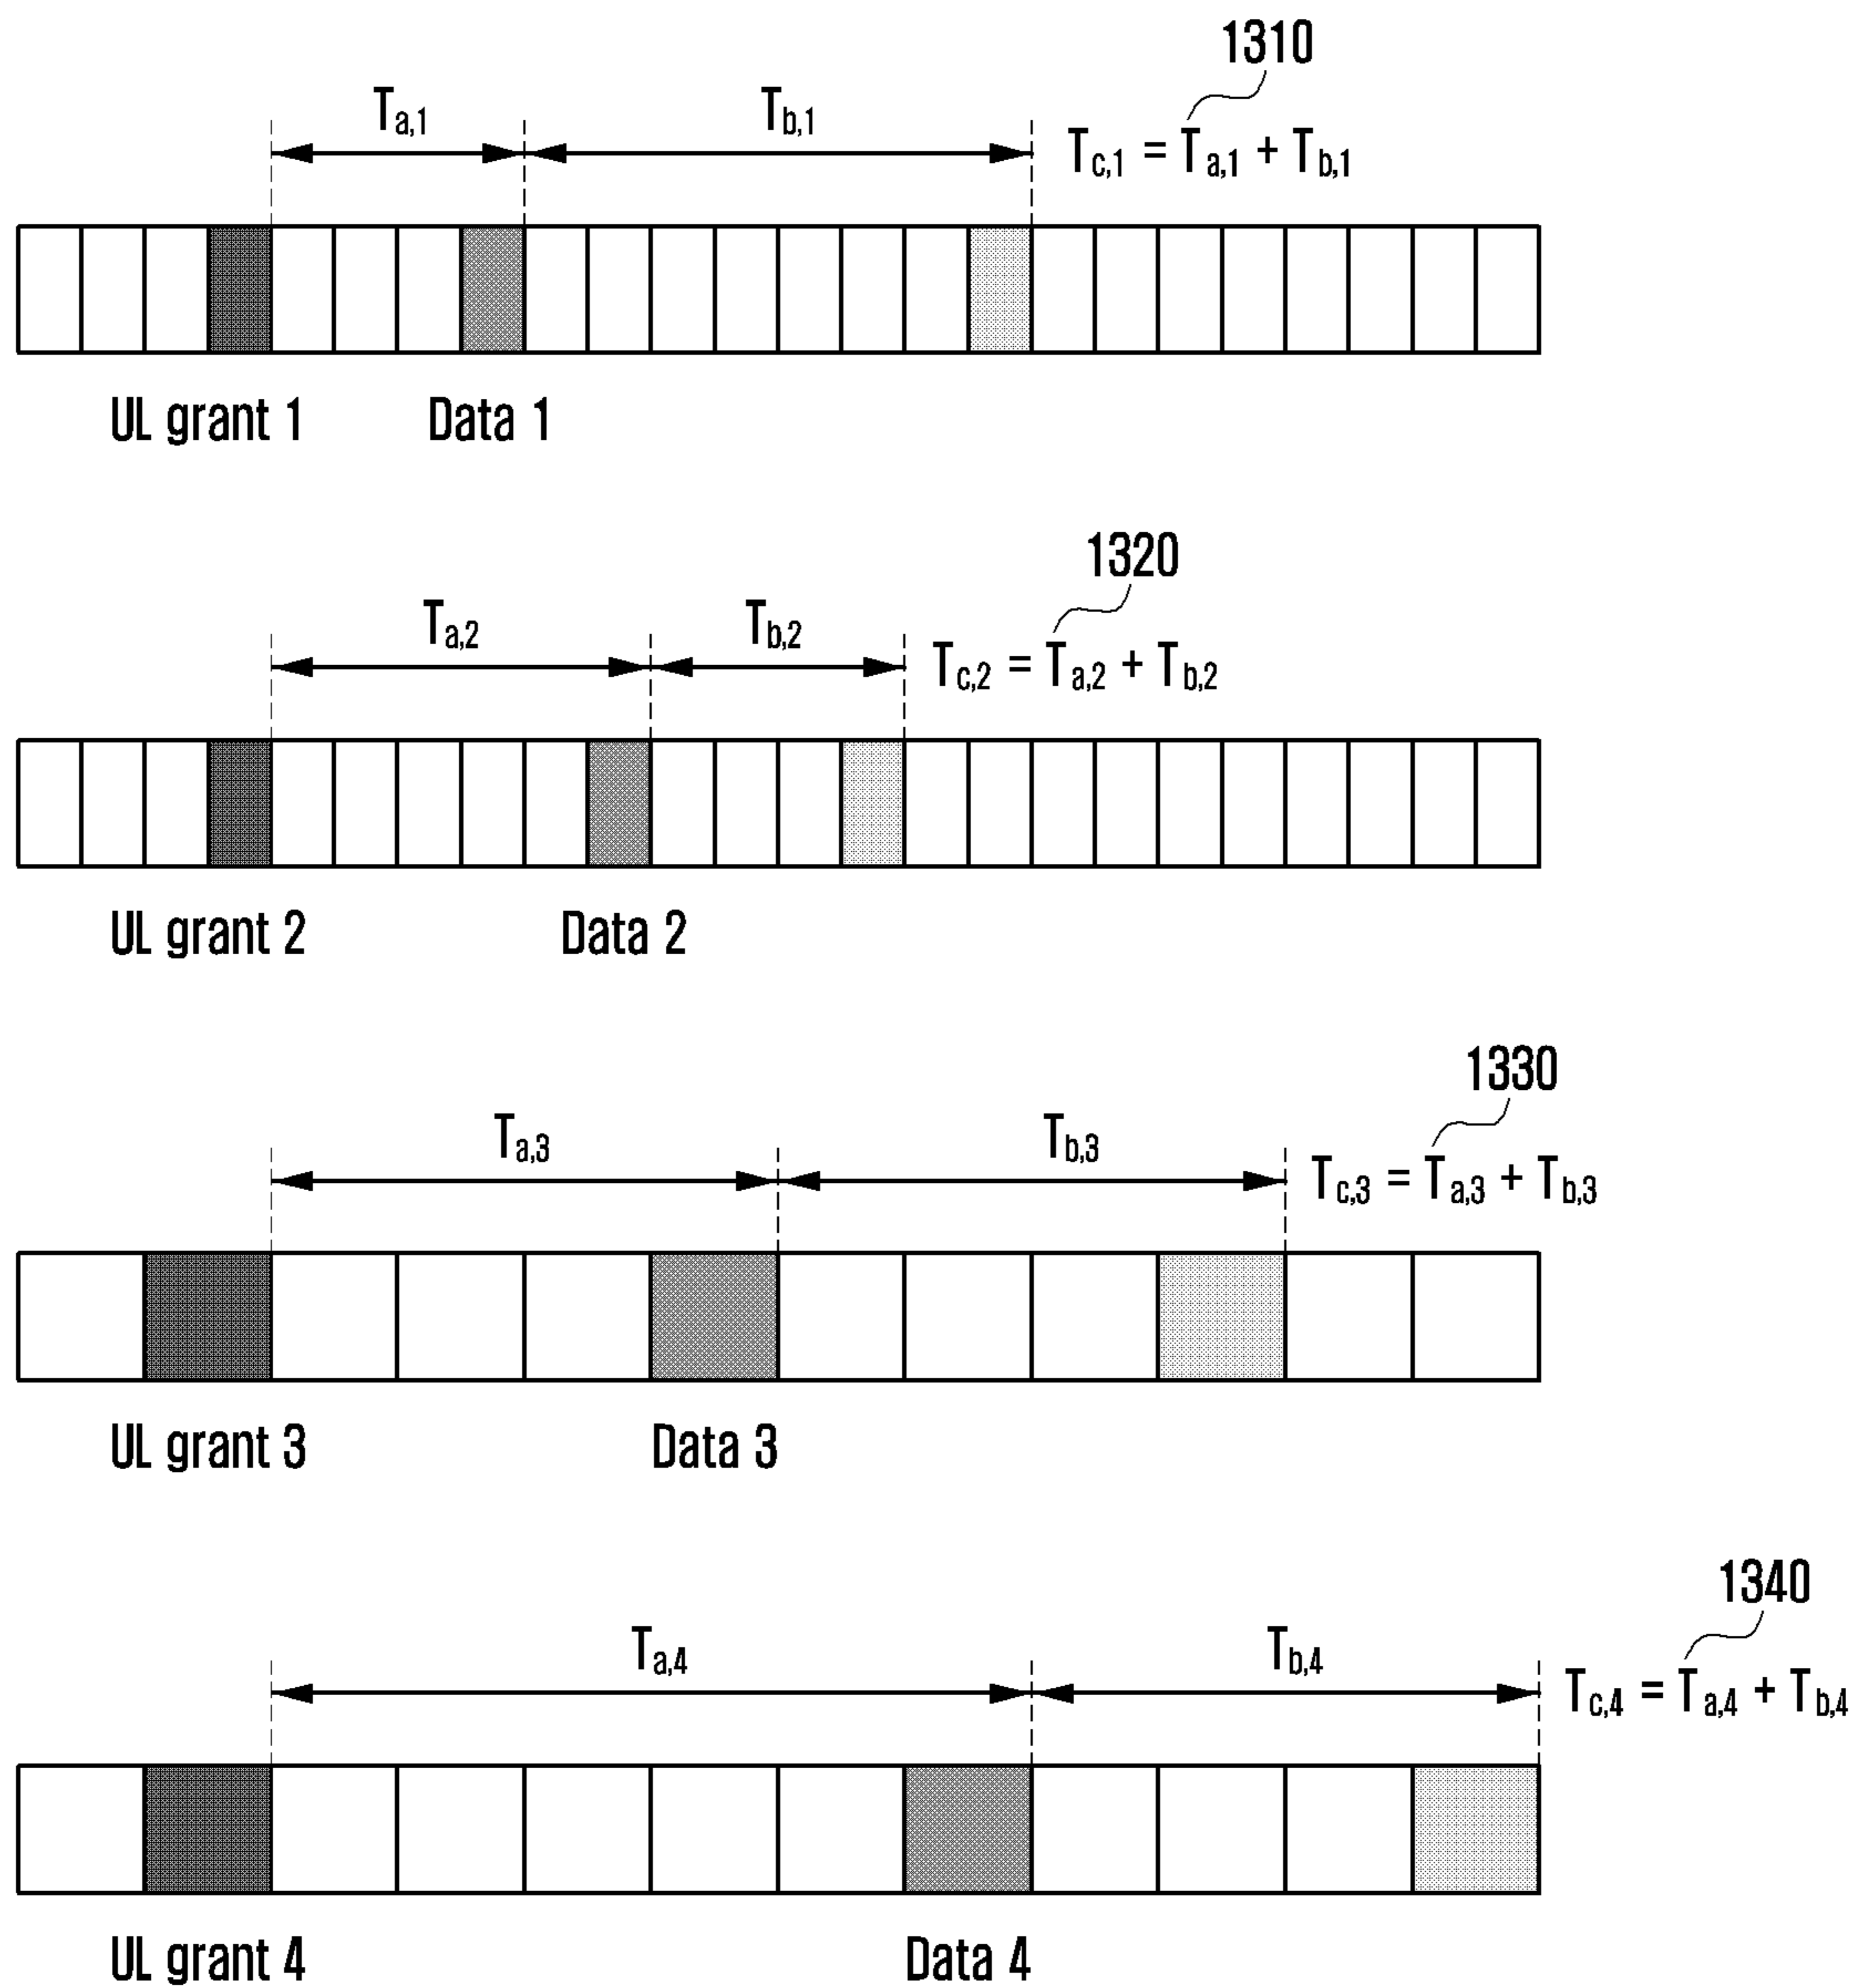 1310
Ta,1 Tb,1 Tc,1 = Ta,1 + Tb,1
UL grant 1 Data 1
1320
Ta,2 Tb,2 Tc,2 = Ta,2 + Tb,2
UL grant 2 Data 2
1330
Ta,3 Tb,3 Tc,3 = Ta,3 + Tb,3
UL grant 3 Data 3
1340
Ta,4 Tb,4 Tc,4 = Ta,4 + Tb,4
UL grant 4 Data 4